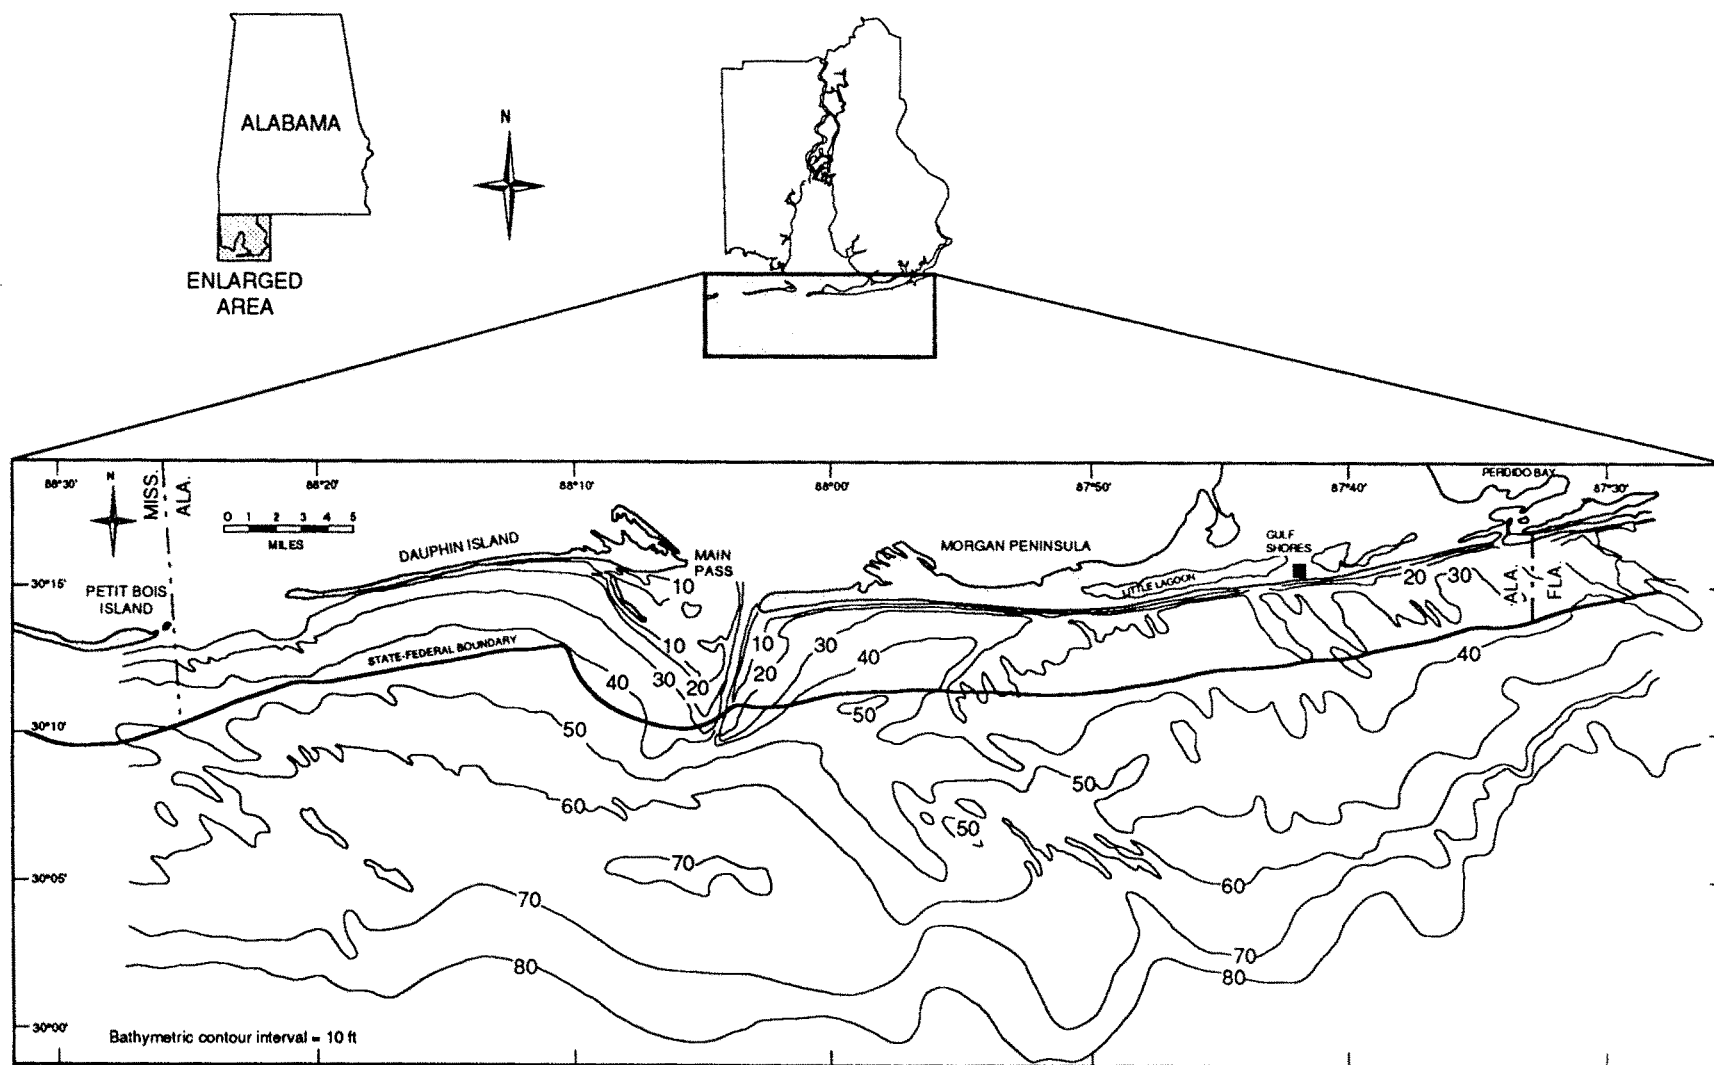 ALABAMA
N
ENLARGED
AREA
88°30'
88°20'
88°10'
88°00'
87°50'
87°40'
87°30'
PERDIDO BAY
N
MISS.
ALA.
0 1 2 3 4 5
MILES
DAUPHIN ISLAND
MAIN
PASS
MORGAN PENINSULA
GULF
SHORES
30°15'
PETIT BOIS
ISLAND
LITTLE LAGOON
10
20
30
ALA.
FLA.
STATE-FEDERAL BOUNDARY
10
10
30
40
40
40
30
20
20
50
30°10'
50
50
60
50
30°05'
70
60
70
70
80
80
30°00'
Bathymetric contour interval = 10 ft